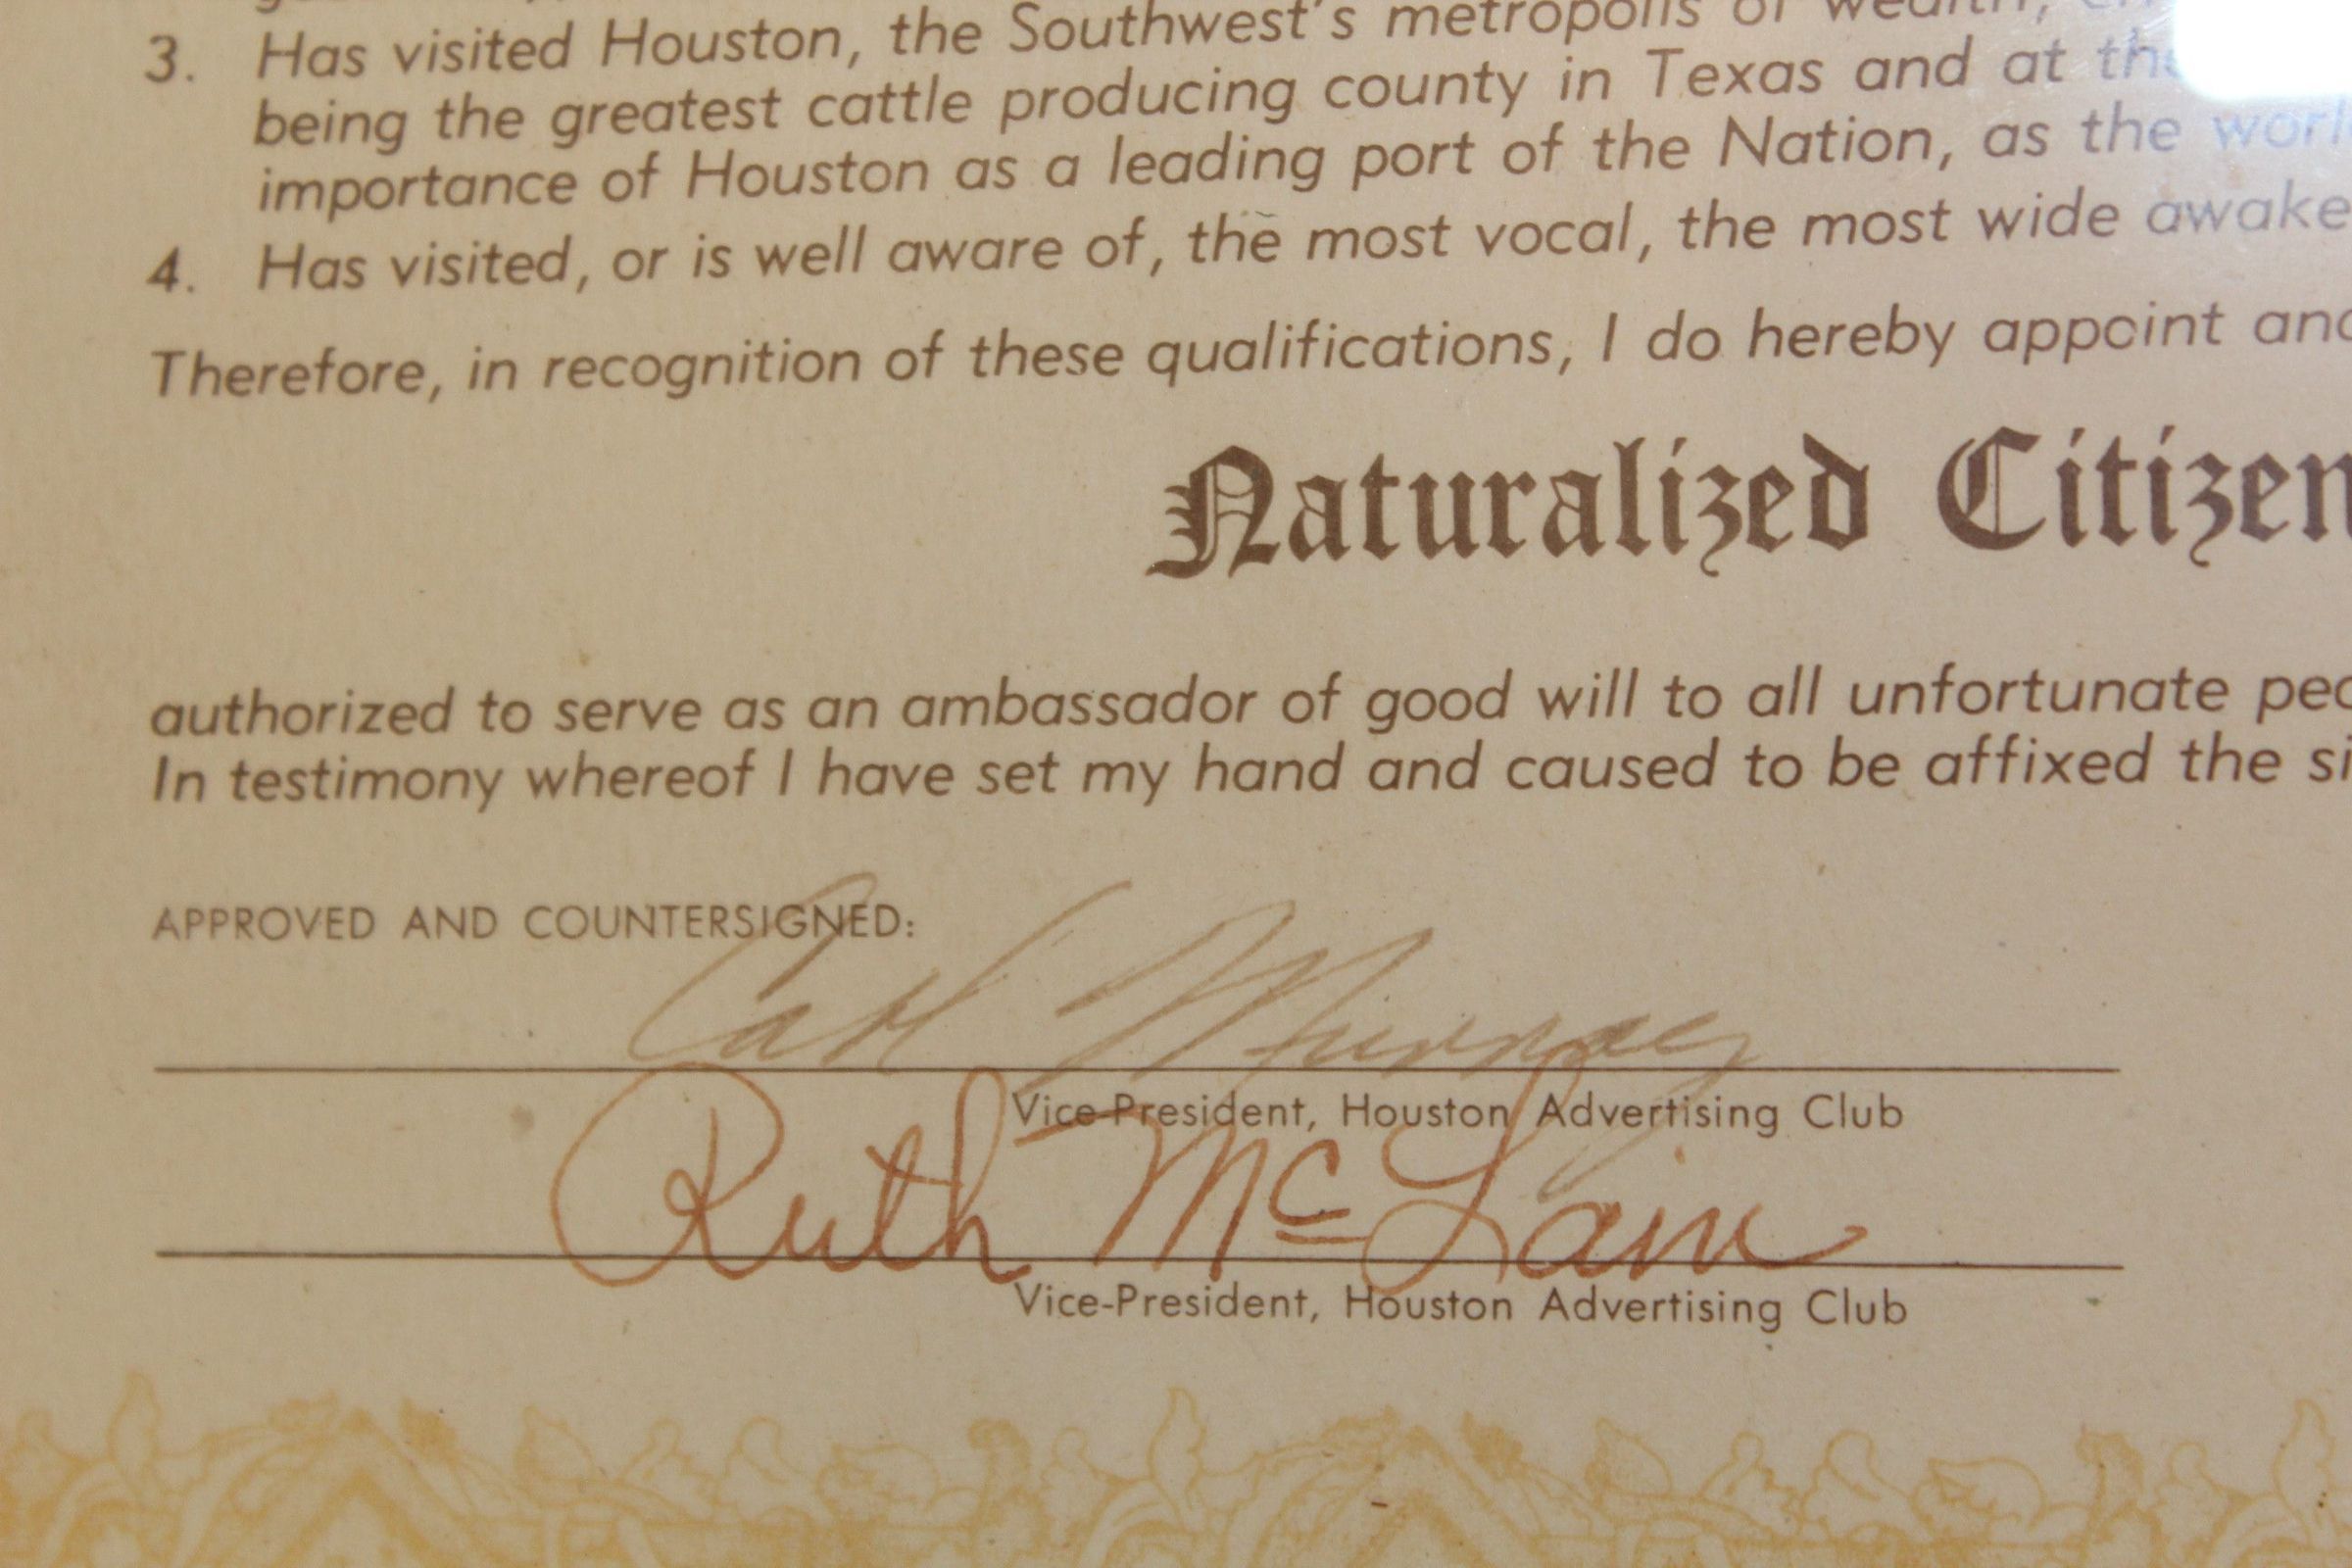 3. Has visited Houston, the Southwest's metropolis of wealth,
being the greatest cattle producing county in Texas and at the
importance of Houston as a leading port of the Nation, as the
4. Has visited, or is well aware of, the most vocal, the most wide awake
Therefore, in recognition of these qualifications, I do hereby appoint and
Naturalized Citizen
authorized to serve as an ambassador of good will to all unfortunate
In testimony whereof I have set my hand and caused to be affixed the
APPROVED AND COUNTERSIGNED:
Vice-President, Houston Advertising Club
Ruth McLain
Vice-President, Houston Advertising Club